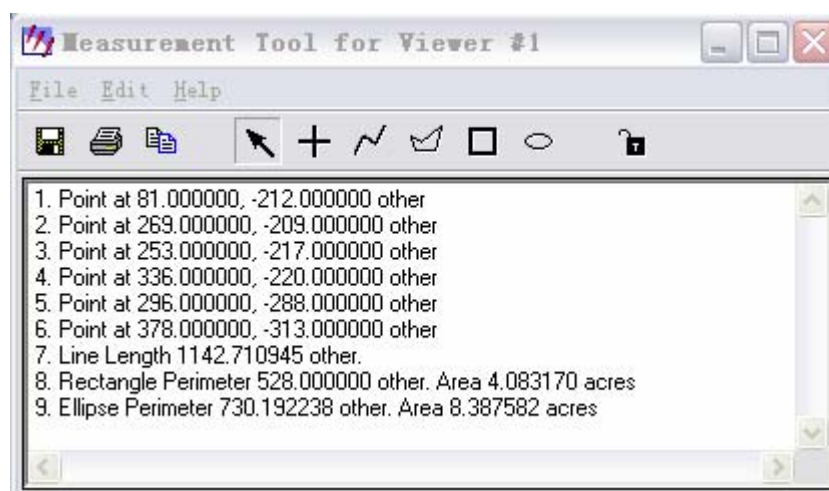 Measurement Tool for Viewer #1
File Edit Help
1. Point at 81.000000, -212.000000 other
2. Point at 269.000000, -209.000000 other
3. Point at 253.000000, -217.000000 other
4. Point at 336.000000, -220.000000 other
5. Point at 296.000000, -288.000000 other
6. Point at 378.000000, -313.000000 other
7. Line Length 1142.710945 other.
8. Rectangle Perimeter 528.000000 other. Area 4.083170 acres
9. Ellipse Perimeter 730.192238 other. Area 8.387582 acres